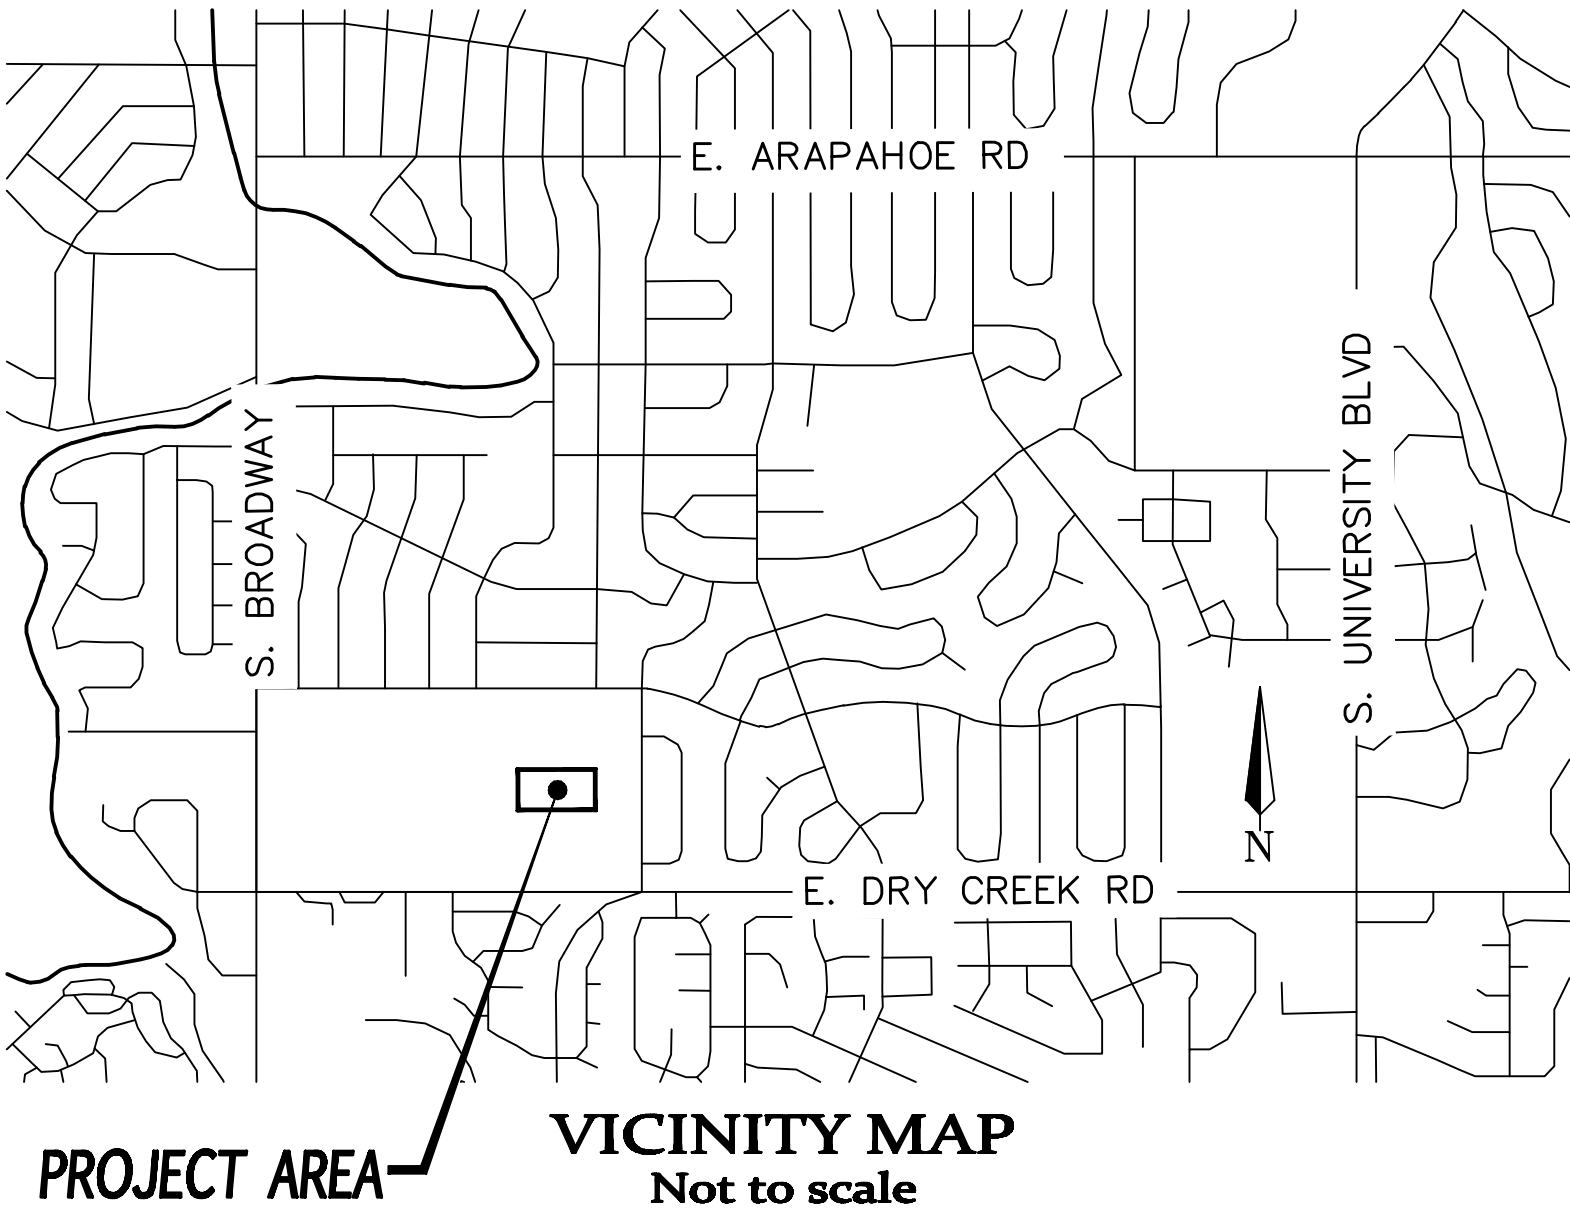 E. ARAPAHOE RD
S. BROADWAY
S. UNIVERSITY BLVD
N
E. DRY CREEK RD
VICINITY MAP
Not to scale
PROJECT AREA